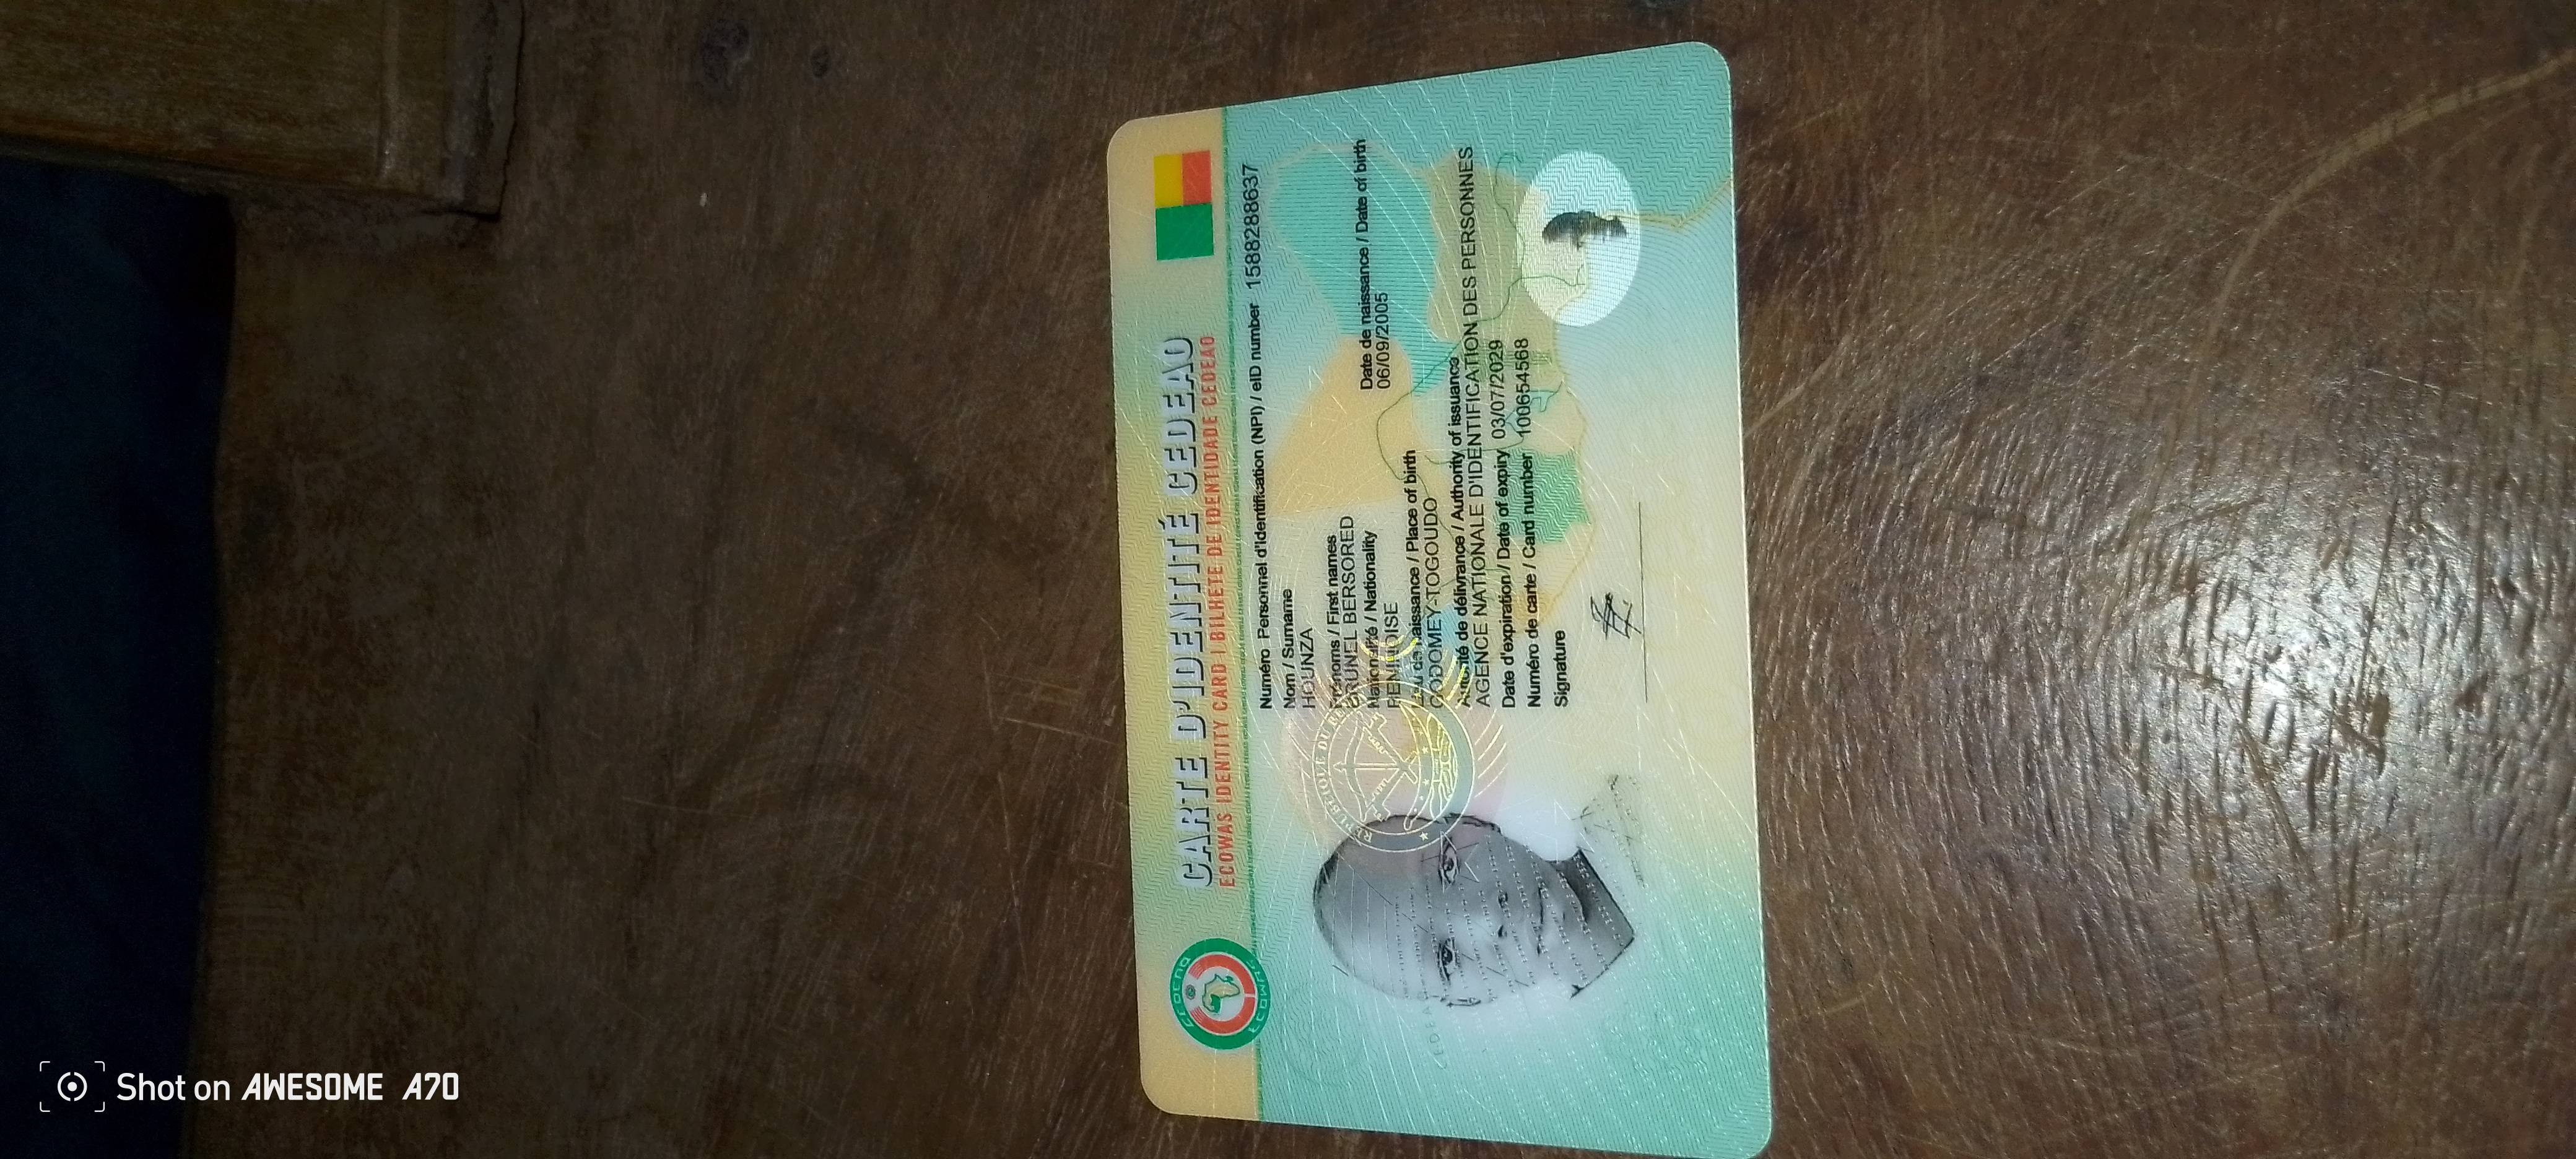 CARTE D'IDENTITÉ CEDEAO
ECOWAS IDENTITY CARD I BILHETE DE IDENTIDADE CEDEAO
Numéro Personnel d'Identification (NPI) / eID number 1588288637
Nom / Surname
HOUNZA
Prénoms / First names
BRUNEL BERSORED
Nationalité / Nationality
BENINOISE
Date de naissance / Date of birth
06/09/2005
Lieu de naissance / Place of birth
GODOMEY-TOGOUDO
Autorité de délivrance / Authority of issuance
AGENCE NATIONALE D'IDENTIFICATION DES PERSONNES
Date d'expiration / Date of expiry 03/07/2029
Numéro de carte / Card number 100654568
Signature
REPUBLIQUE DU
Shot on AWESOME A70